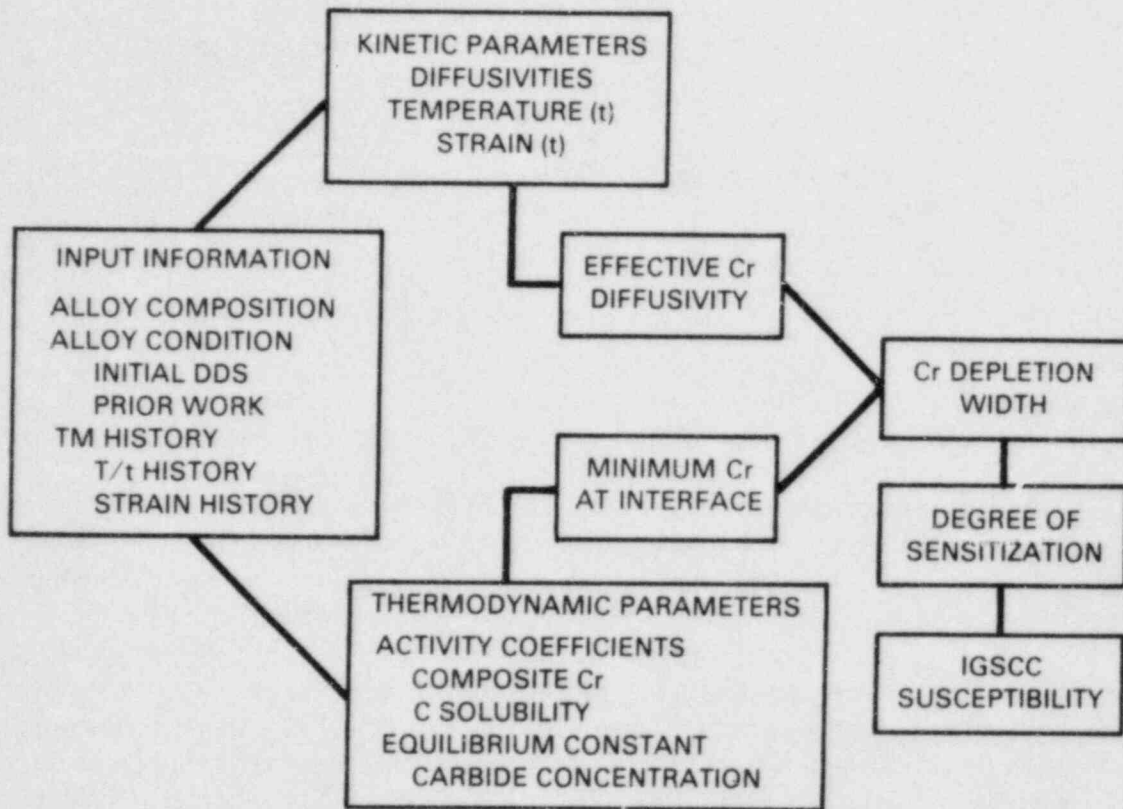 KINETIC PARAMETERS
DIFFUSIVITIES
TEMPERATURE (t)
STRAIN (t)
INPUT INFORMATION
ALLOY COMPOSITION
ALLOY CONDITION
INITIAL DDS
PRIOR WORK
TM HISTORY
T/t HISTORY
STRAIN HISTORY
EFFECTIVE Cr
DIFFUSIVITY
MINIMUM Cr
AT INTERFACE
Cr DEPLETION
WIDTH
DEGREE OF
SENSITIZATION
IGSCC
SUSCEPTIBILITY
THERMODYNAMIC PARAMETERS
ACTIVITY COEFFICIENTS
COMPOSITE Cr
C SOLUBILITY
EQUILIBRIUM CONSTANT
CARBIDE CONCENTRATION